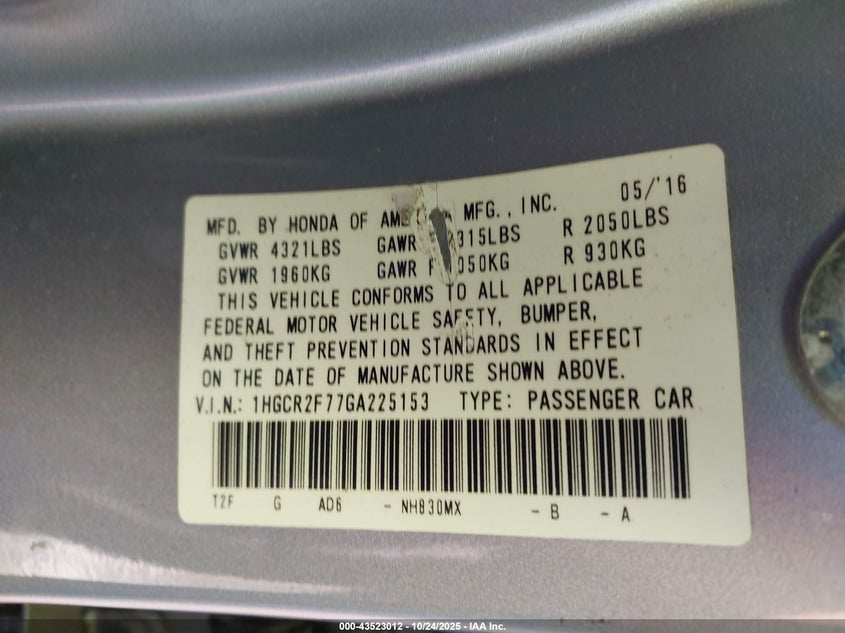 05/'16
MFD. BY HONDA OF MFG., INC.
GVWR 4321LBS GAWR 315LBS R 2050LBS
GVWR 1960KG GAWR F 1050KG R 930KG
THIS VEHICLE CONFORMS TO ALL APPLICABLE
FEDERAL MOTOR VEHICLE SAFETY, BUMPER,
AND THEFT PREVENTION STANDARDS IN EFFECT
ON THE DATE OF MANUFACTURE SHOWN ABOVE.
V.I.N.: 1HGCR2F77GA225153 TYPE: PASSENGER CAR
T2F G AD6 - NH830MX - B - A
000-43523012 - 10/24/2025 - IAA Inc.